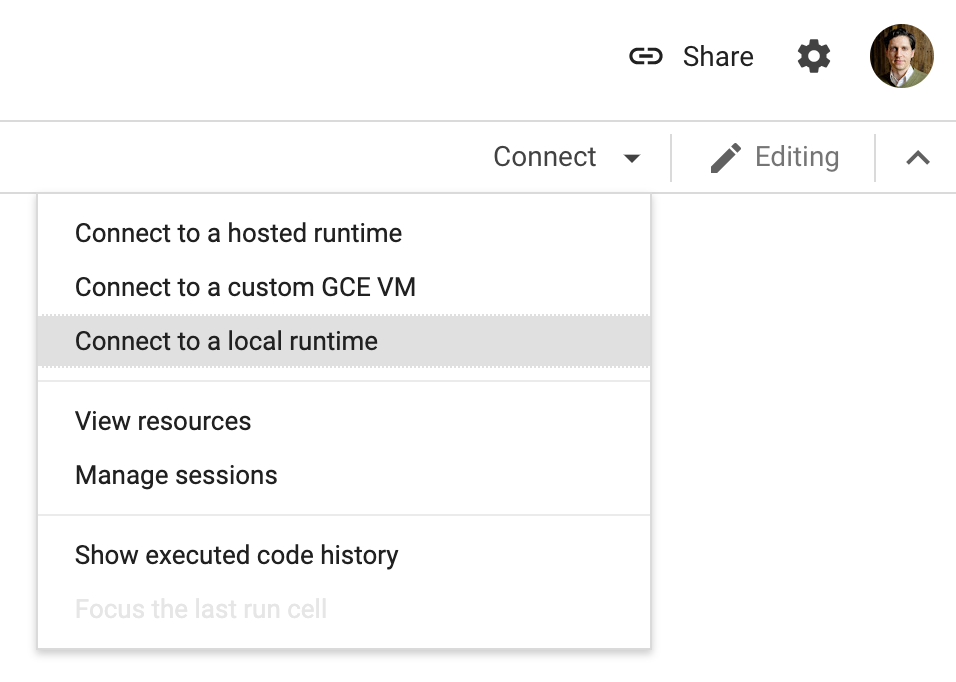 Share
Connect
Editing
Connect to a hosted runtime
Connect to a custom GCE VM
Connect to a local runtime
View resources
Manage sessions
Show executed code history
Focus the last run cell